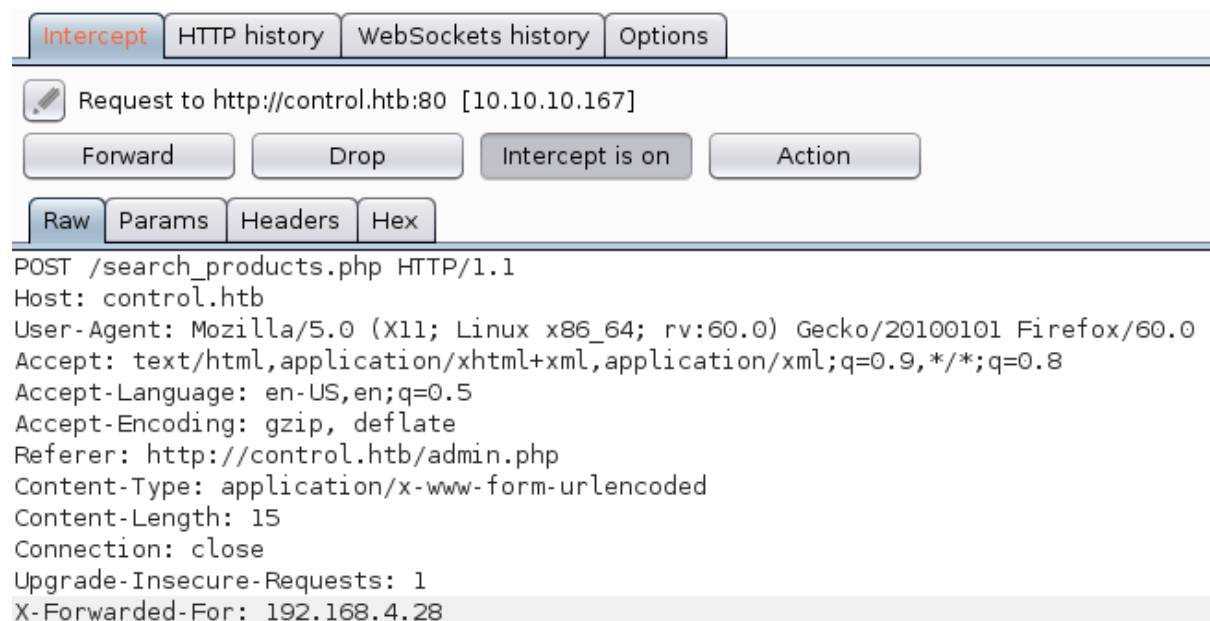 Intercept HTTP history WebSockets history Options
Request to http://control.htb:80 [10.10.10.167]
Forward Drop Intercept is on Action
Raw Params Headers Hex
POST /search_products.php HTTP/1.1
Host: control.htb
User-Agent: Mozilla/5.0 (X11; Linux x86_64; rv:60.0) Gecko/20100101 Firefox/60.0
Accept: text/html,application/xhtml+xml,application/xml;q=0.9,*/*;q=0.8
Accept-Language: en-US,en;q=0.5
Accept-Encoding: gzip, deflate
Referer: http://control.htb/admin.php
Content-Type: application/x-www-form-urlencoded
Content-Length: 15
Connection: close
Upgrade-Insecure-Requests: 1
X-Forwarded-For: 192.168.4.28